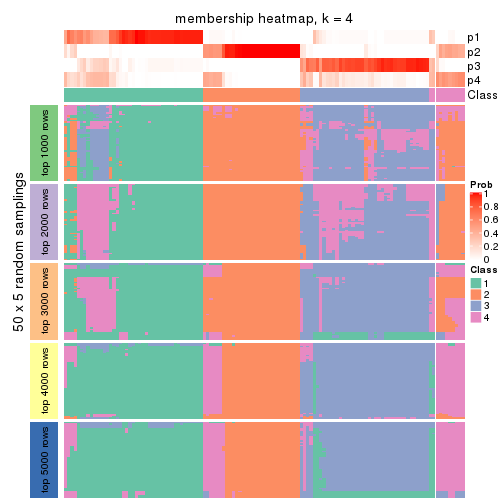 membership heatmap, k = 4
p1
p2
p3
p4
Class
50 x 5 random samplings
top 1000 rows
top 2000 rows
top 3000 rows
top 4000 rows
top 5000 rows
Prob
1
0.8
0.6
0.4
0.2
0
Class
1
2
3
4